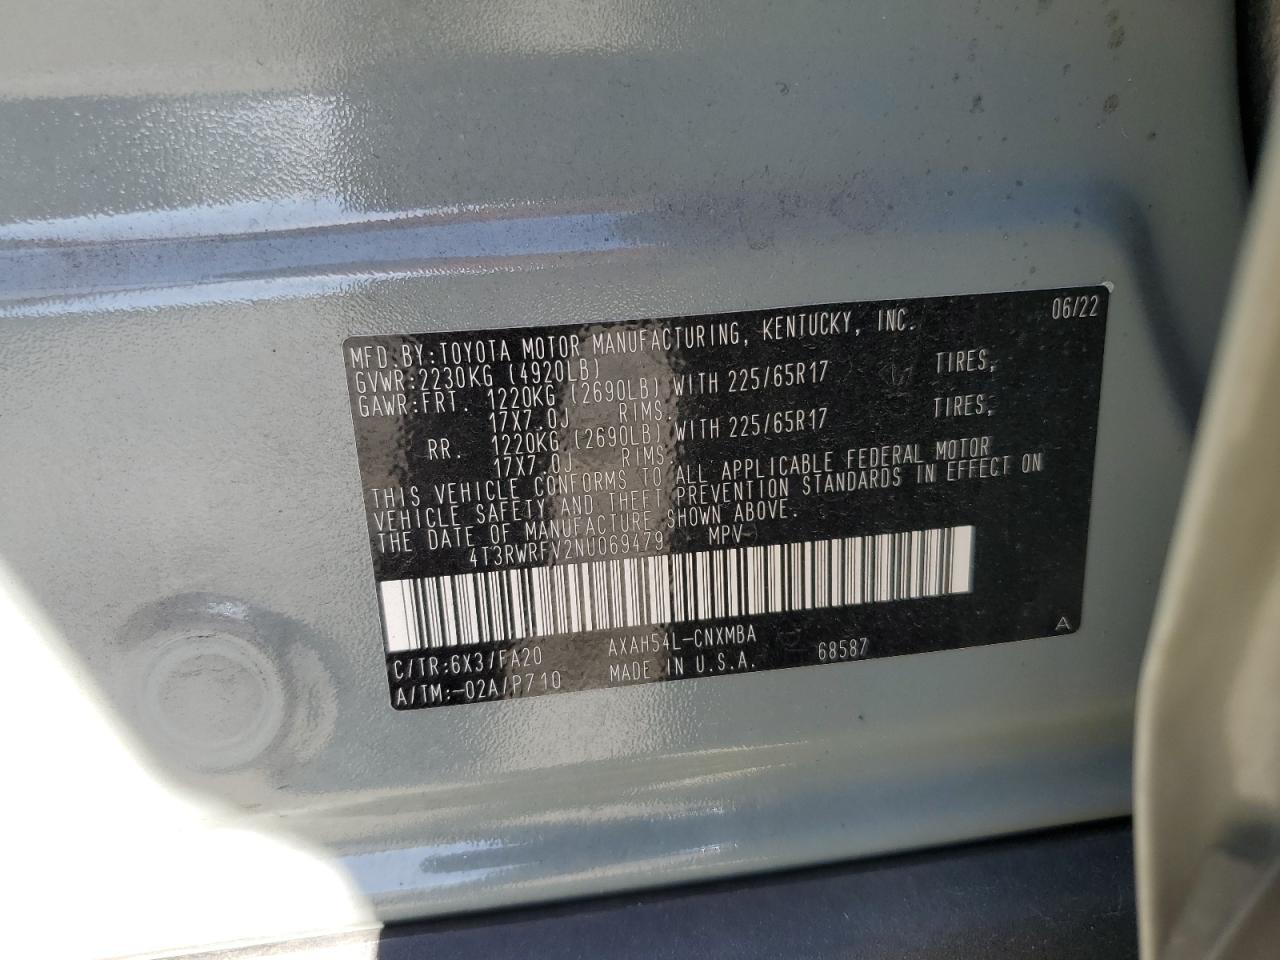 MFD.BY:TOYOTA MOTOR MANUFACTURING, KENTUCKY, INC. 06/22
GVWR:2230KG (4920LB)
GAWR:FRT. 1220KG (2690LB) WITH 225/65R17 TIRES,
17X7.0J RIMS.
RR. 1220KG (2690LB) WITH 225/65R17 TIRES,
17X7.0J RIMS.
THIS VEHICLE CONFORMS TO ALL APPLICABLE FEDERAL MOTOR
VEHICLE SAFETY AND THEFT PREVENTION STANDARDS IN EFFECT ON
THE DATE OF MANUFACTURE SHOWN ABOVE.
4T3RWRFV2NU069479 MPV
C/TR:6X3/FA20 AXAH54L-CNXMBA
A/TM:-02A/P710 MADE IN U.S.A. 68587 A